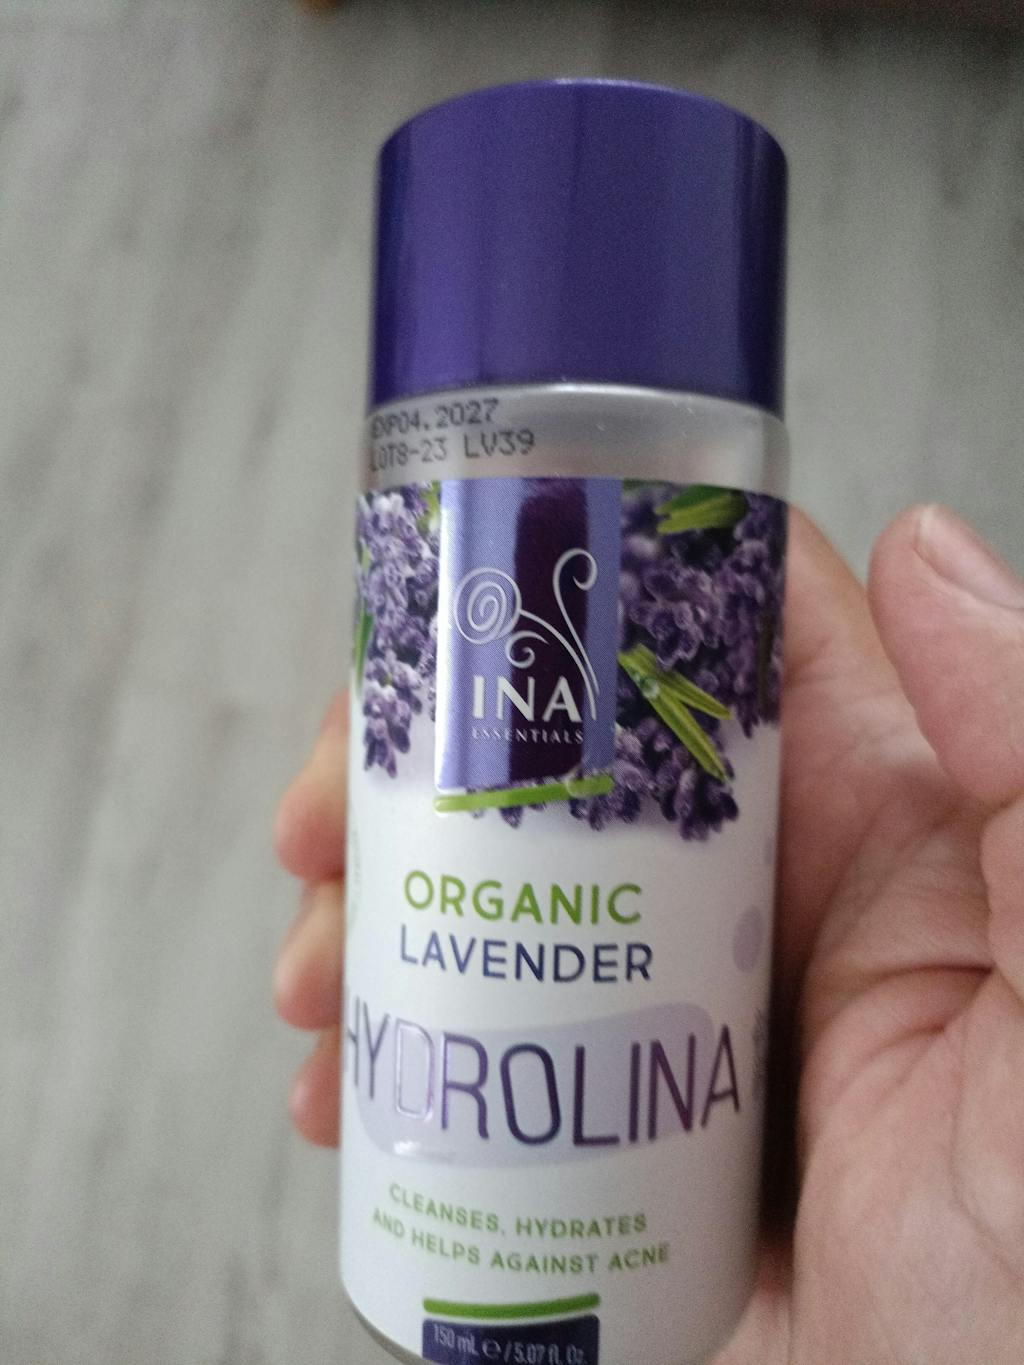 EXP04.2027
LOT8-23 LV39
INA
ESSENTIALS
ORGANIC
LAVENDER
HYDROLINA
CLEANSES, HYDRATES
AND HELPS AGAINST ACNE
150 mL ℮ / 5.07 fl. Oz.